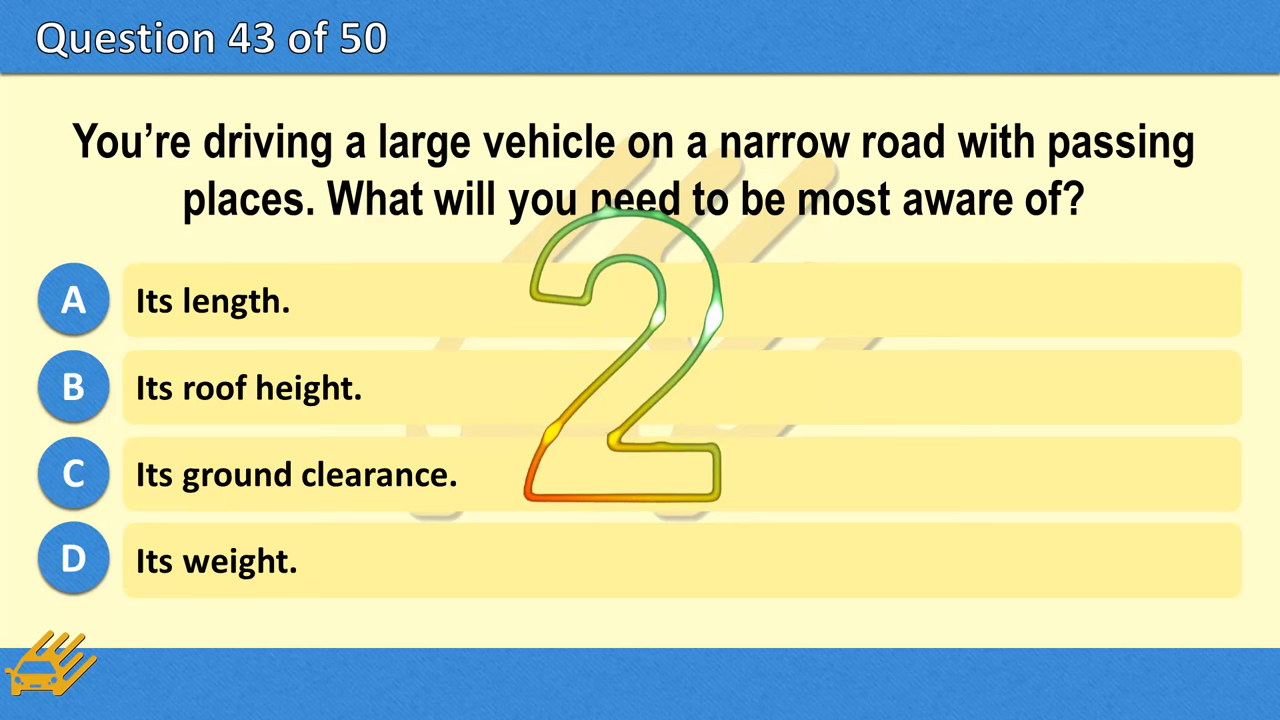 Question 43 of 50
You’re driving a large vehicle on a narrow road with passing
places. What will you need to be most aware of?
A Its length.
B Its roof height.
C Its ground clearance.
D Its weight.
2